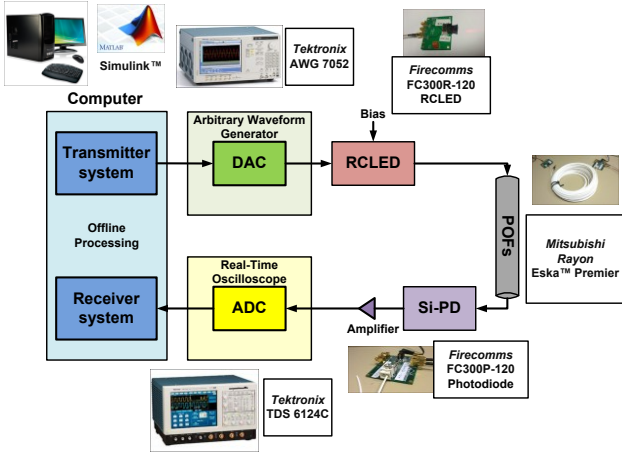 MATLAB
Simulink™
Tektronix
AWG 7052
Firecomms
FC300R-120
RCLED
Computer
Arbitrary Waveform
Generator
Bias
Transmitter
system
DAC
RCLED
Offline
Processing
POFs
Mitsubishi
Rayon
Eska™ Premier
Real-Time
Oscilloscope
Receiver
system
ADC
Amplifier
Si-PD
Firecomms
FC300P-120
Photodiode
Tektronix
TDS 6124C